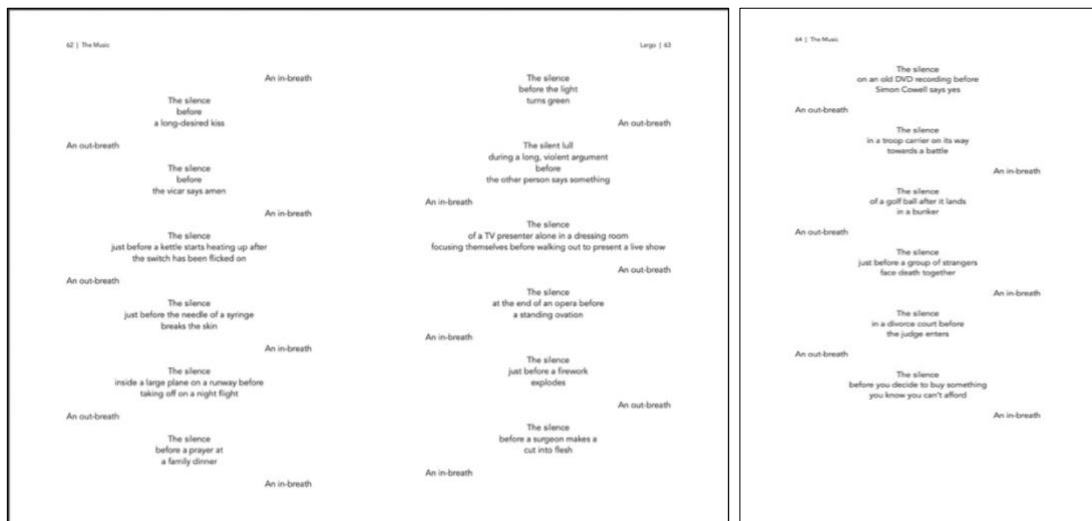 62 | The Music
An in-breath
The silence
before
a long-desired kiss
An out-breath
The silence
before
the vicar says amen
An in-breath
The silence
just before a kettle starts heating up after
the switch has been flicked on
An out-breath
The silence
just before the needle of a syringe
breaks the skin
An in-breath
The silence
inside a large plane on a runway before
taking off on a night flight
An out-breath
The silence
before a prayer at
a family dinner
An in-breath
Largo | 63
The silence
before the light
turns green
An out-breath
The silent lull
during a long, violent argument
before
the other person says something
An in-breath
The silence
of a TV presenter alone in a dressing room
focusing themselves before walking out to present a live show
An out-breath
The silence
at the end of an opera before
a standing ovation
An in-breath
The silence
just before a firework
explodes
An out-breath
The silence
before a surgeon makes a
cut into flesh
An in-breath
64 | The Music
The silence
on an old DVD recording before
Simon Cowell says yes
An out-breath
The silence
in a troop carrier on its way
towards a battle
An in-breath
The silence
of a golf ball after it lands
in a bunker
An out-breath
The silence
just before a group of strangers
face death together
An in-breath
The silence
in a divorce court before
the judge enters
An out-breath
The silence
before you decide to buy something
you know you can't afford
An in-breath